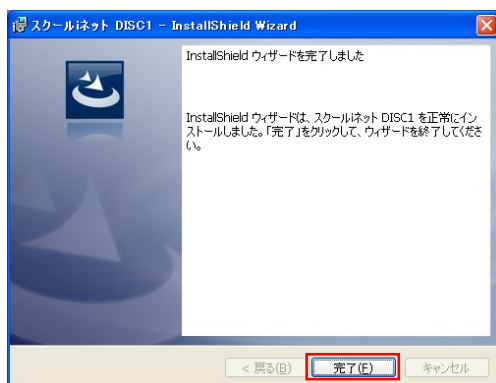 スクールiネット DISC1 - InstallShield Wizard
InstallShield ウィザードを完了しました
InstallShield ウィザードは、スクールiネット DISC1 を正常にイン
ストールしました。「完了」をクリックして、ウィザードを終了してくださ
い。
< 戻る(B)
完了(F)
キャンセル